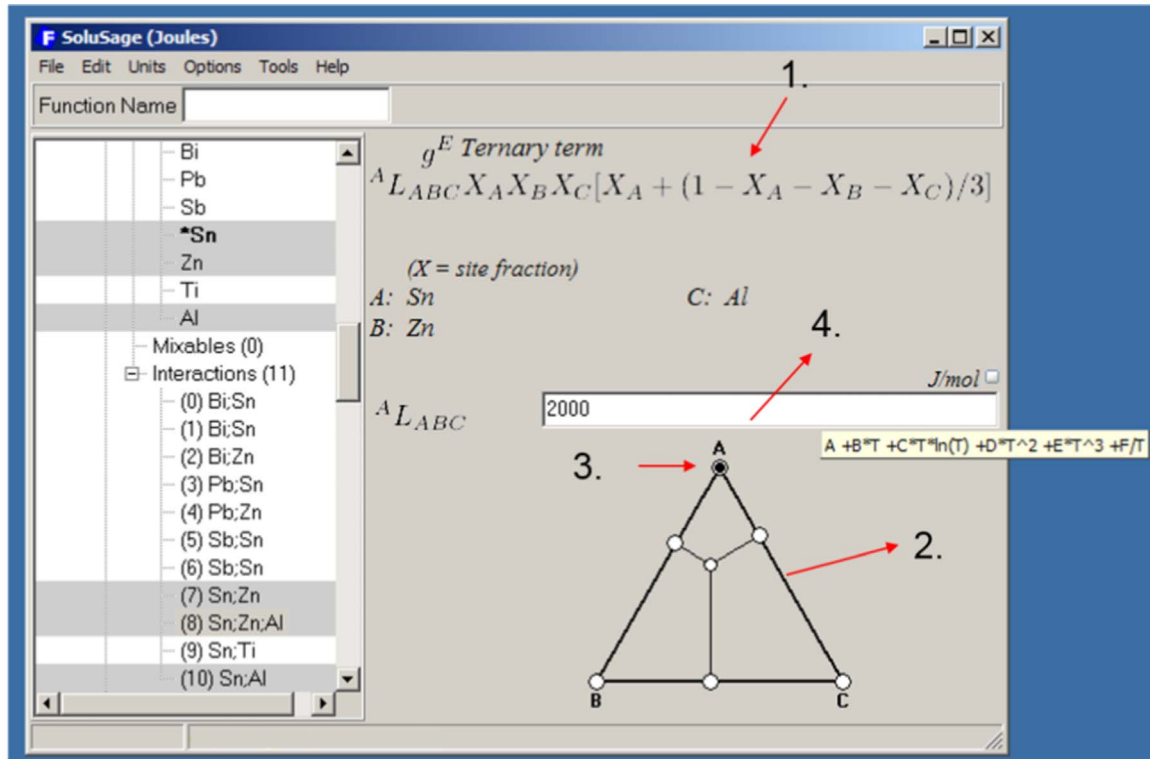 SoluSage (Joules)
File Edit Units Options Tools Help
Function Name
Bi
Pb
Sb
*Sn
Zn
Ti
Al
Mixables (0)
Interactions (11)
(0) Bi;Sn
(1) Bi;Sn
(2) Bi;Zn
(3) Pb;Sn
(4) Pb;Zn
(5) Sb;Sn
(6) Sb;Sn
(7) Sn;Zn
(8) Sn;Zn;Al
(9) Sn;Ti
(10) Sn;Al
1.
g^E Ternary term
^A L_{ABC} X_A X_B X_C [X_A + (1 − X_A − X_B − X_C)/3]
(X = site fraction)
A: Sn C: Al
B: Zn
4.
J/mol
^A L_{ABC} 2000
A +B*T +C*T*ln(T) +D*T^2 +E*T^3 +F/T
A
3.
2.
B C